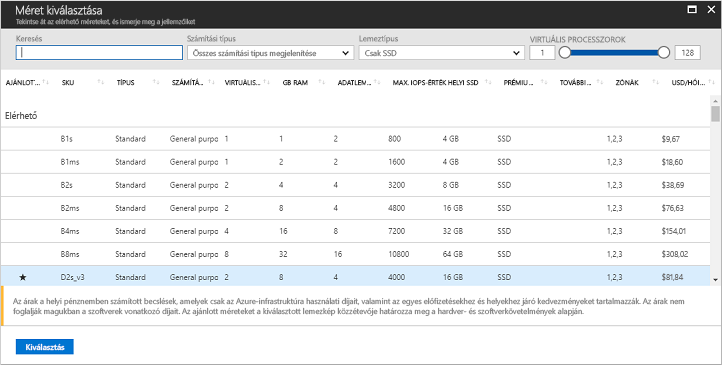 Méret kiválasztása
Tekintse át az elérhető méreteket, és ismerje meg a jellemzőiket
Keresés Számítási típus Lemeztípus VIRTUÁLIS PROCESSZOROK
Összes számítási típus megjelenítése Csak SSD 1 128
AJÁNLOT... SKU TÍPUS SZÁMÍTÁ... VIRTUÁLIS... GB RAM ADATLEM... MAX. IOPS-ÉRTÉK HELYI SSD PRÉMIU... TOVÁBBI... ZÓNÁK USD/HÓI...
Elérhető
B1s Standard General purpo 1 1 2 800 4 GB SSD 1,2,3 $9,67
B1ms Standard General purpo 1 2 2 1600 4 GB SSD 1,2,3 $18,60
B2s Standard General purpo 2 4 4 3200 8 GB SSD 1,2,3 $38,69
B2ms Standard General purpo 2 8 4 4800 16 GB SSD 1,2,3 $76,63
B4ms Standard General purpo 4 16 8 7200 32 GB SSD 1,2,3 $154,01
B8ms Standard General purpo 8 32 16 10800 64 GB SSD 1,2,3 $308,02
★ D2s_v3 Standard General purpo 2 8 4 4000 16 GB SSD 1,2,3 $81,84
Az árak a helyi pénznemben számított becslések, amelyek csak az Azure-infrastruktúra használati díjait, valamint az egyes előfizetésekhez és helyekhez járó kedvezményeket tartalmazzák. Az árak nem
foglalják magukban a szoftverek vonatkozó díjait. Az ajánlott méreteket a kiválasztott lemezkép közzétevője határozza meg a hardver- és szoftverkövetelmények alapján.
Kiválasztás